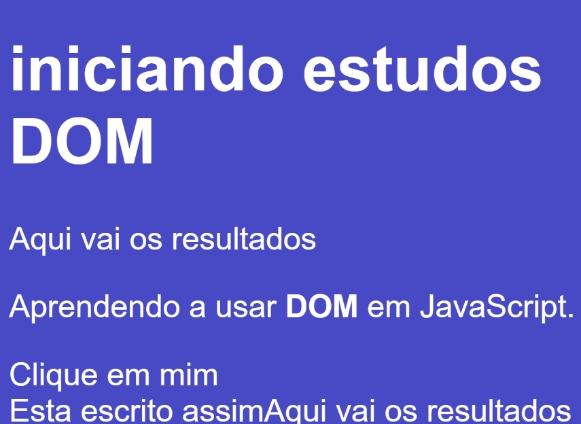 iniciando estudos
DOM
Aqui vai os resultados
Aprendendo a usar DOM em JavaScript.
Clique em mim
Esta escrito assimAqui vai os resultados